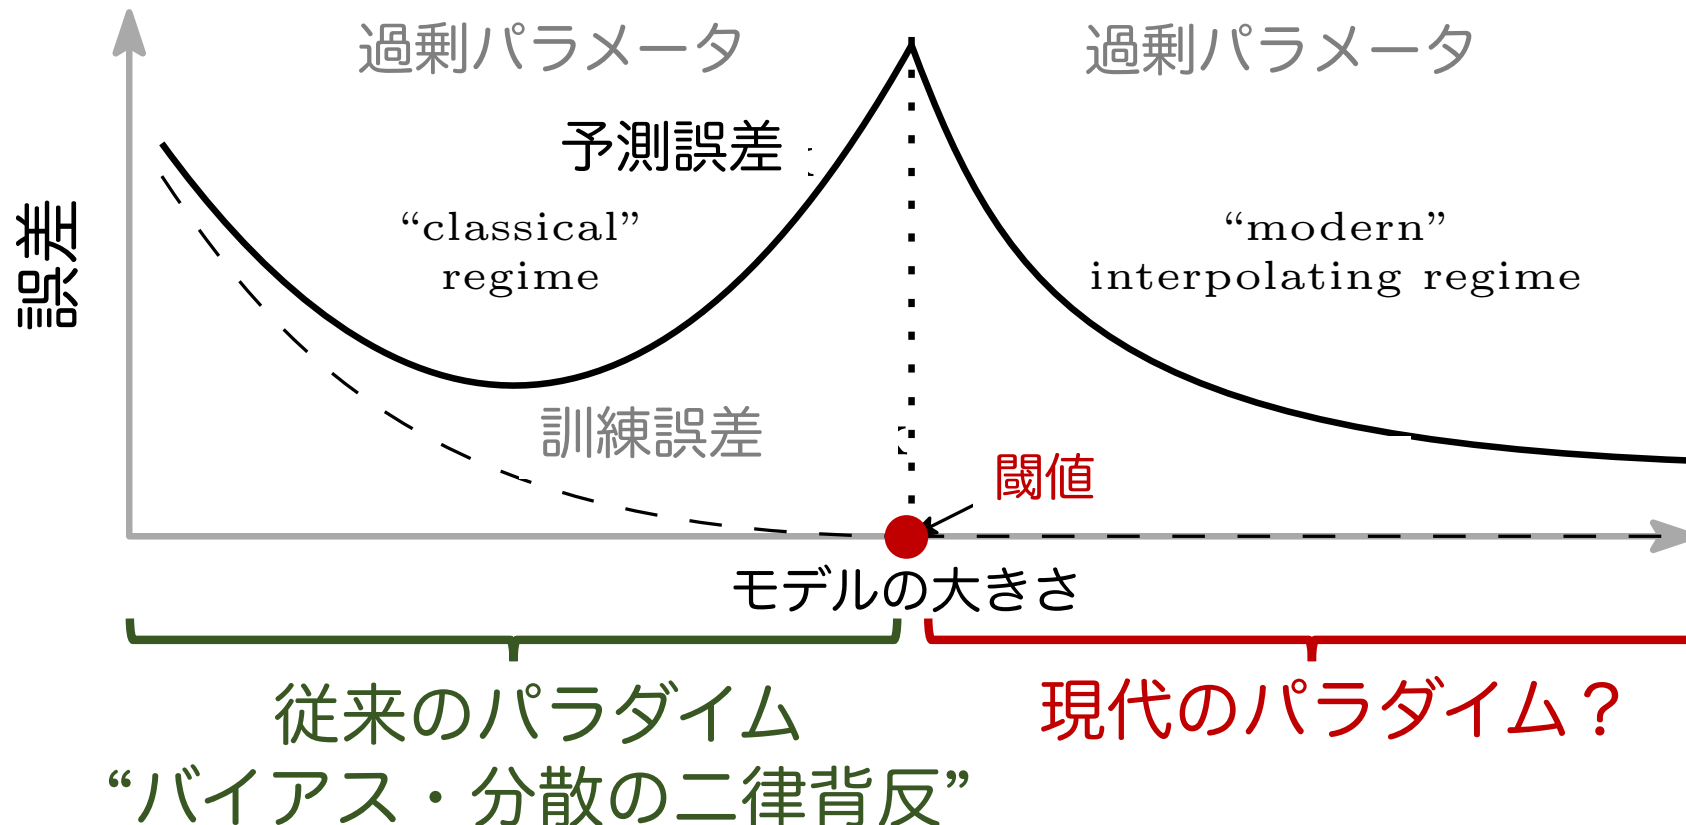 過剰パラメータ
過剰パラメータ
予測誤差
“classical”
regime
“modern”
interpolating regime
誤差
訓練誤差
閾値
モデルの大きさ
従来のパラダイム
“バイアス・分散の二律背反”
現代のパラダイム？